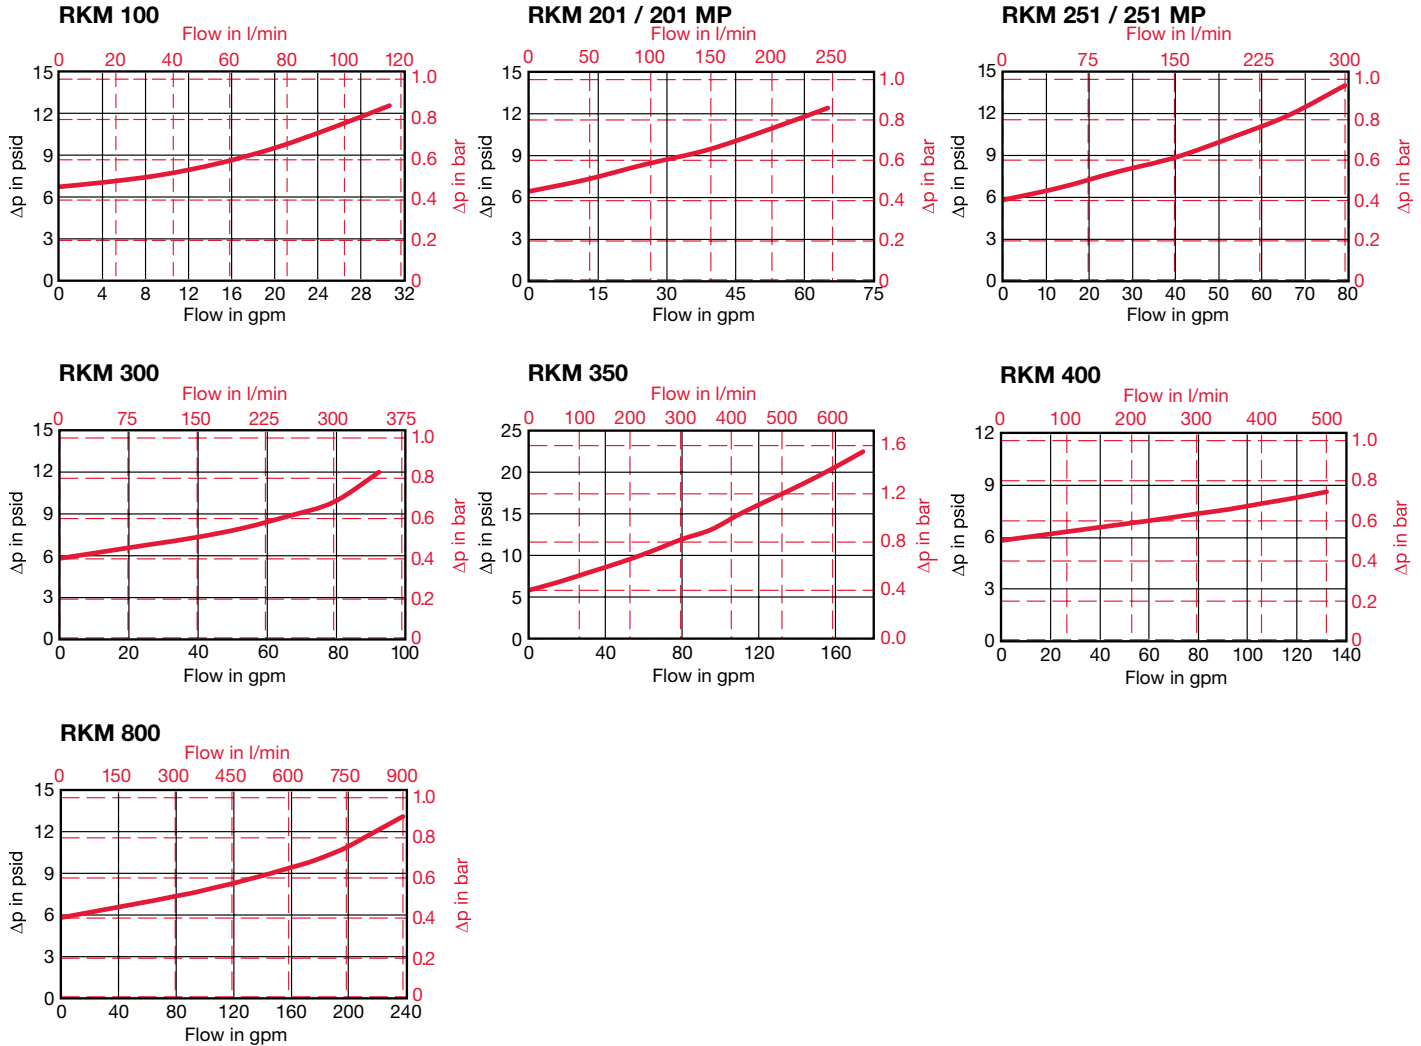 RKM 100
Flow in l/min
0 20 40 60 80 100 120
15 12 9 6 3 0
Δp in psid
1.0 0.8 0.6 0.4 0.2 0
Δp in bar
0 4 8 12 16 20 24 28 32
Flow in gpm
RKM 201 / 201 MP
Flow in l/min
0 50 100 150 200 250
15 12 9 6 3 0
Δp in psid
1.0 0.8 0.6 0.4 0.2 0
Δp in bar
0 15 30 45 60 75
Flow in gpm
RKM 251 / 251 MP
Flow in l/min
0 75 150 225 300
15 12 9 6 3 0
Δp in psid
1.0 0.8 0.6 0.4 0.2 0
Δp in bar
0 10 20 30 40 50 60 70 80
Flow in gpm
RKM 300
Flow in l/min
0 75 150 225 300 375
15 12 9 6 3 0
Δp in psid
1.0 0.8 0.6 0.4 0.2 0
Δp in bar
0 20 40 60 80 100
Flow in gpm
RKM 350
Flow in l/min
0 100 200 300 400 500 600
25 20 15 10 5 0
Δp in psid
1.6 1.2 0.8 0.4 0.0
Δp in bar
0 40 80 120 160
Flow in gpm
RKM 400
Flow in l/min
0 100 200 300 400 500
12 9 6 3 0
Δp in psid
1.0 0.8 0.6 0.4 0.2 0
Δp in bar
0 20 40 60 80 100 120 140
Flow in gpm
RKM 800
Flow in l/min
0 150 300 450 600 750 900
15 12 9 6 3 0
Δp in psid
1.0 0.8 0.6 0.4 0.2 0
Δp in bar
0 40 80 120 160 200 240
Flow in gpm